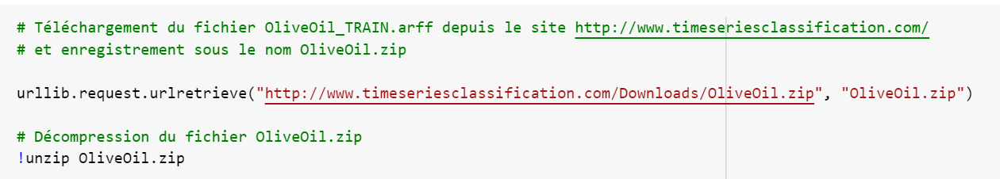 # Téléchargement du fichier OliveOil_TRAIN.arff depuis le site http://www.timeseriesclassification.com/
# et enregistrement sous le nom OliveOil.zip
urllib.request.urlretrieve("http://www.timeseriesclassification.com/Downloads/OliveOil.zip", "OliveOil.zip")
# Décompression du fichier OliveOil.zip
!unzip OliveOil.zip